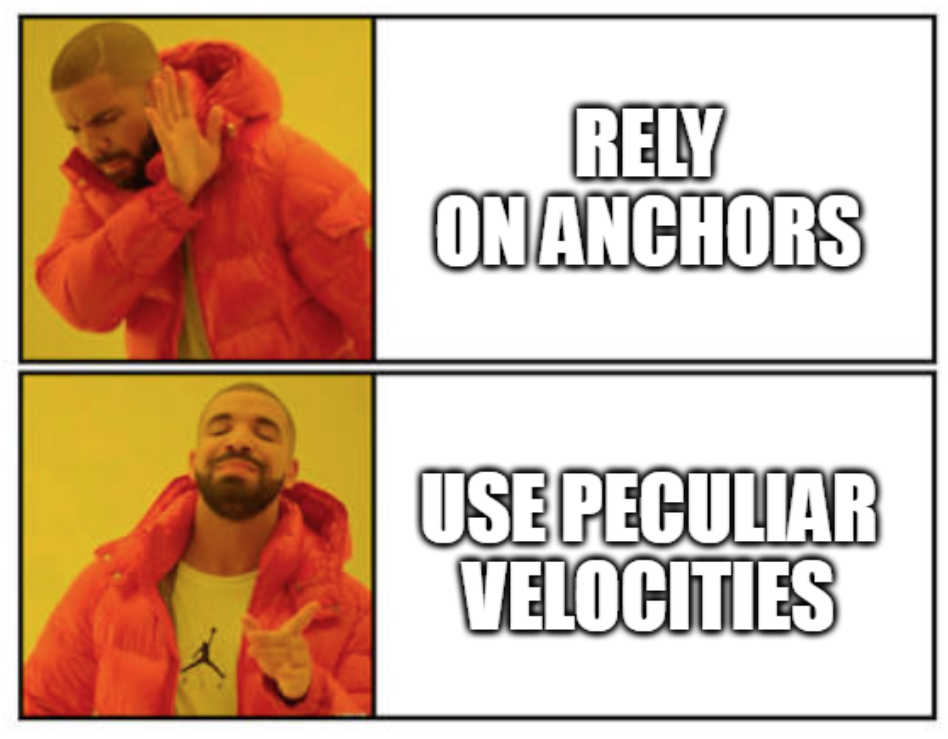 RELY
ON ANCHORS
USE PECULIAR
VELOCITIES